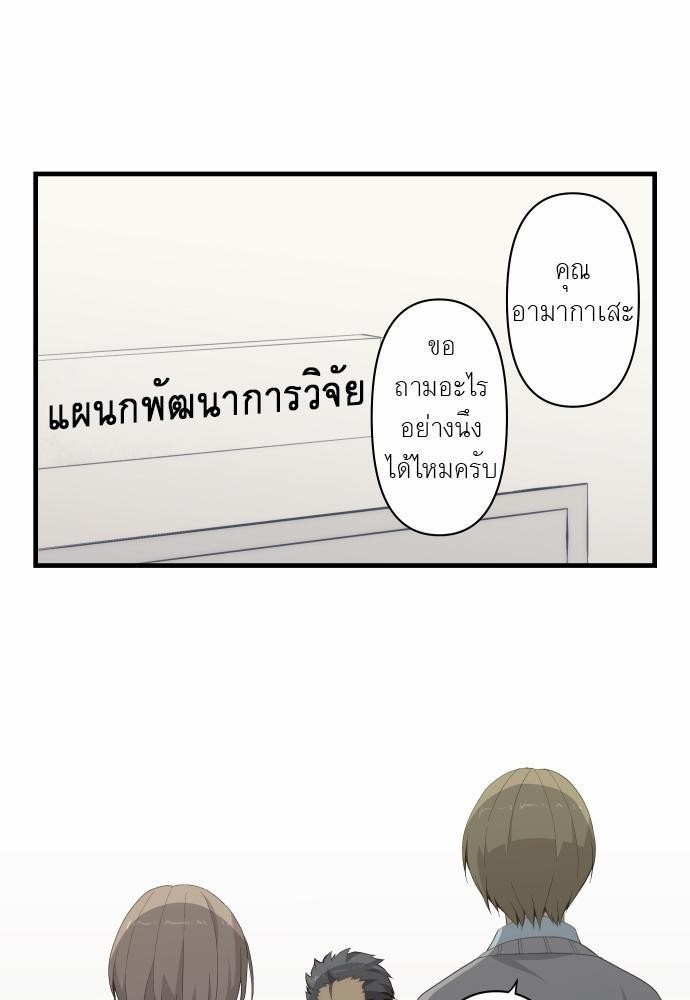 คุณ
อามากาเสะ
ขอ
ถามอะไร
อย่างนึง
ได้ไหมครับ
แผนกพัฒนาการวิจัย